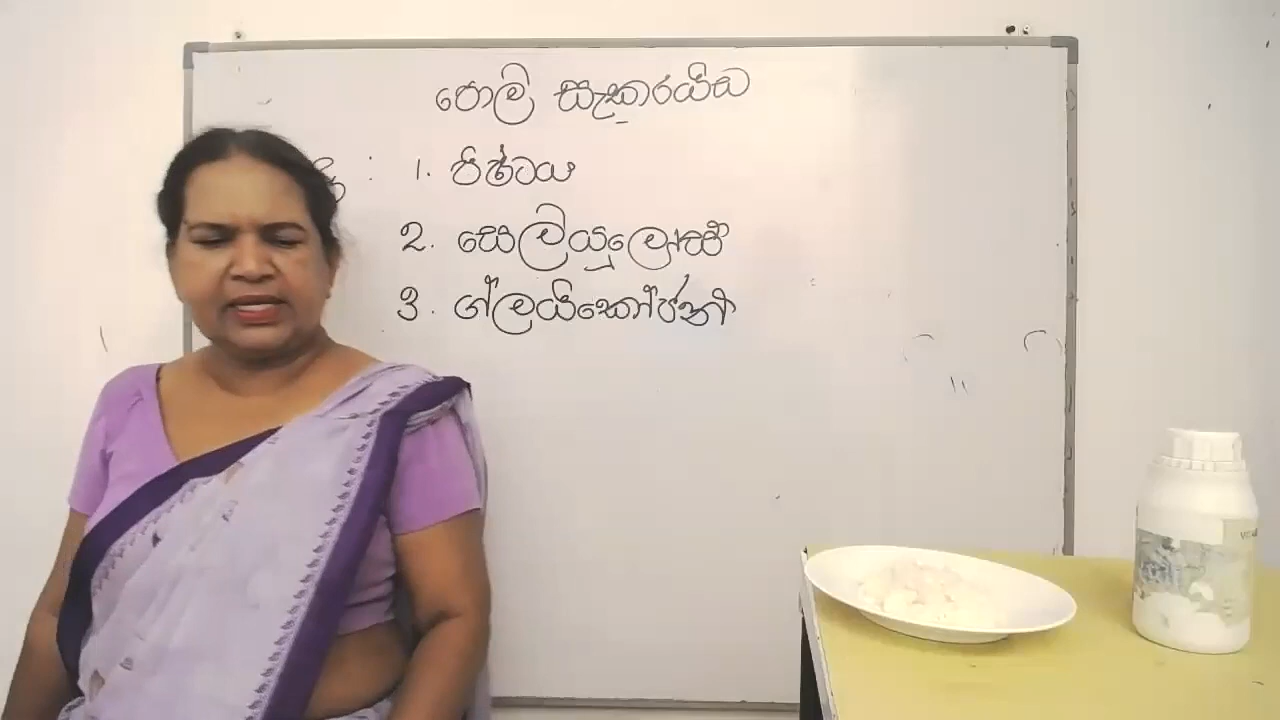 පොලි සැකරයිඩ
: 1. පිෂ්ටය
2. සෙලියුලෝස්
3. ග්ලයිකෝජන්